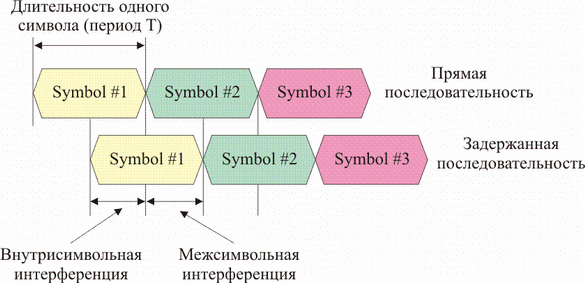 Длительность одного
символа (период T)
Symbol #1
Symbol #2
Symbol #3
Прямая
последовательность
Symbol #1
Symbol #2
Symbol #3
Задержанная
последовательность
Внутрисимвольная
интерференция
Межсимвольная
интерференция